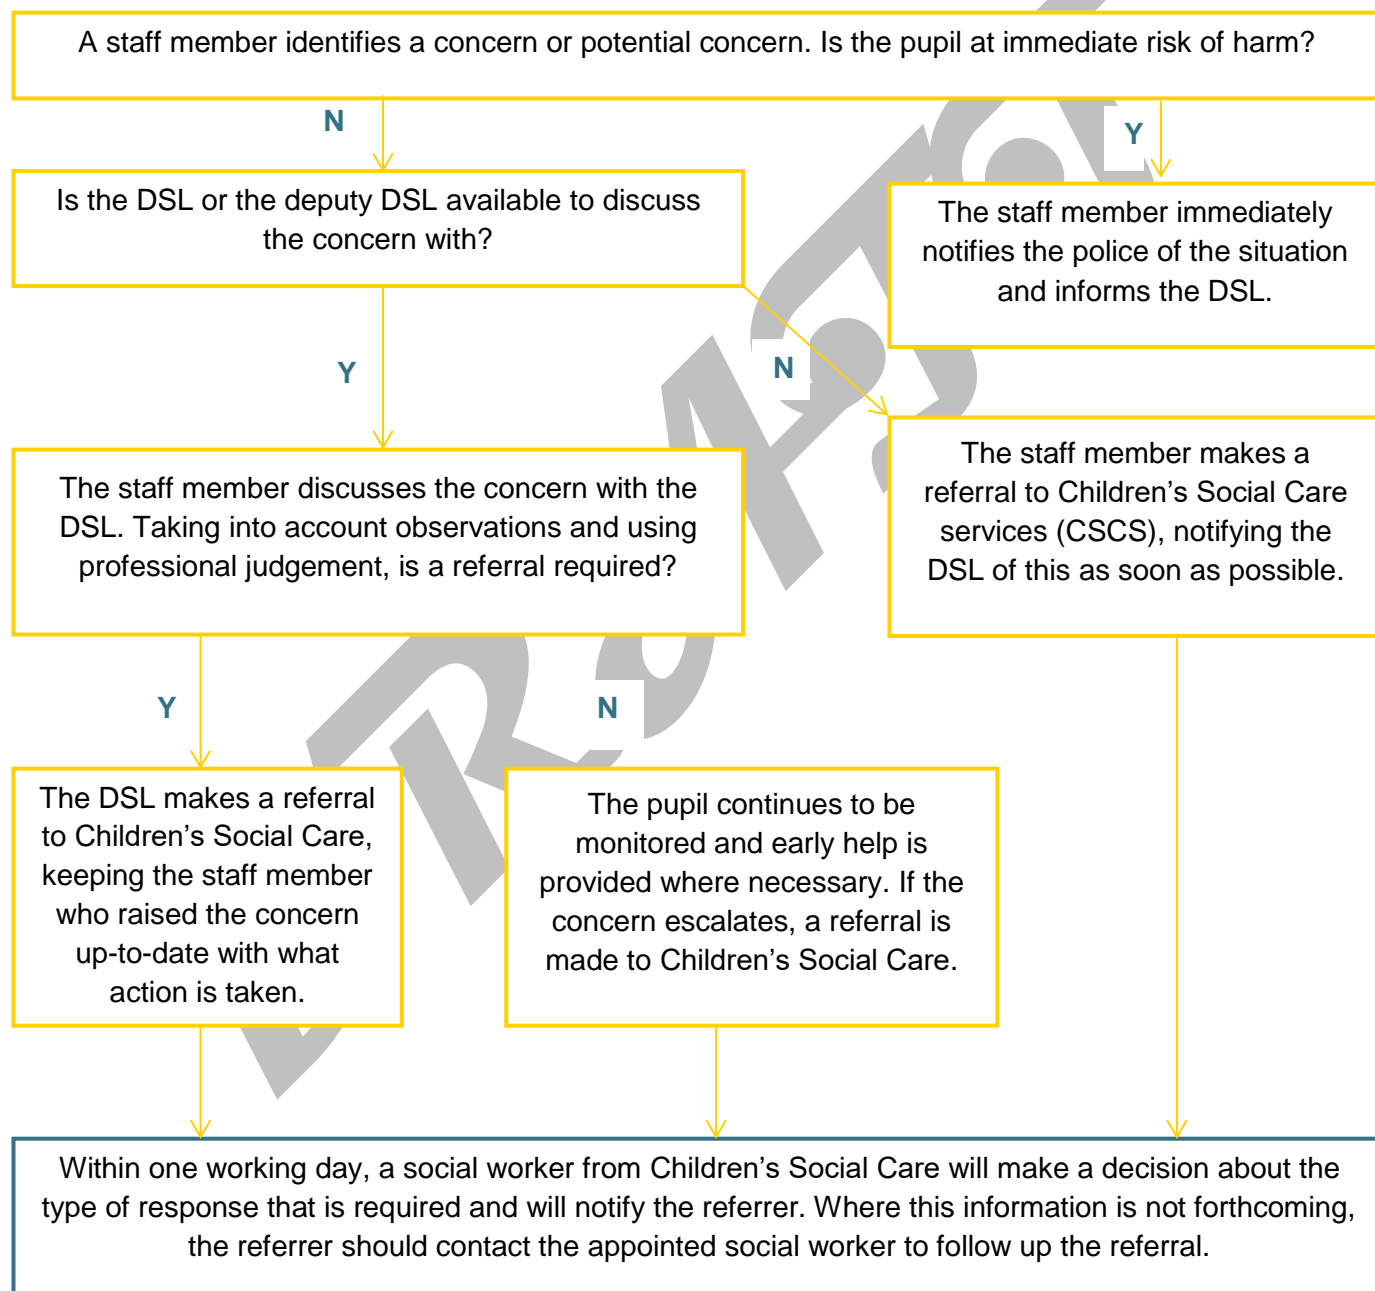 A staff member identifies a concern or potential concern. Is the pupil at immediate risk of harm?
N
Y
Is the DSL or the deputy DSL available to discuss
the concern with?
The staff member immediately
notifies the police of the situation
and informs the DSL.
Y
N
The staff member discusses the concern with the
DSL. Taking into account observations and using
professional judgement, is a referral required?
The staff member makes a
referral to Children’s Social Care
services (CSCS), notifying the
DSL of this as soon as possible.
Y
N
The DSL makes a referral
to Children’s Social Care,
keeping the staff member
who raised the concern
up-to-date with what
action is taken.
The pupil continues to be
monitored and early help is
provided where necessary. If the
concern escalates, a referral is
made to Children’s Social Care.
Within one working day, a social worker from Children’s Social Care will make a decision about the
type of response that is required and will notify the referrer. Where this information is not forthcoming,
the referrer should contact the appointed social worker to follow up the referral.